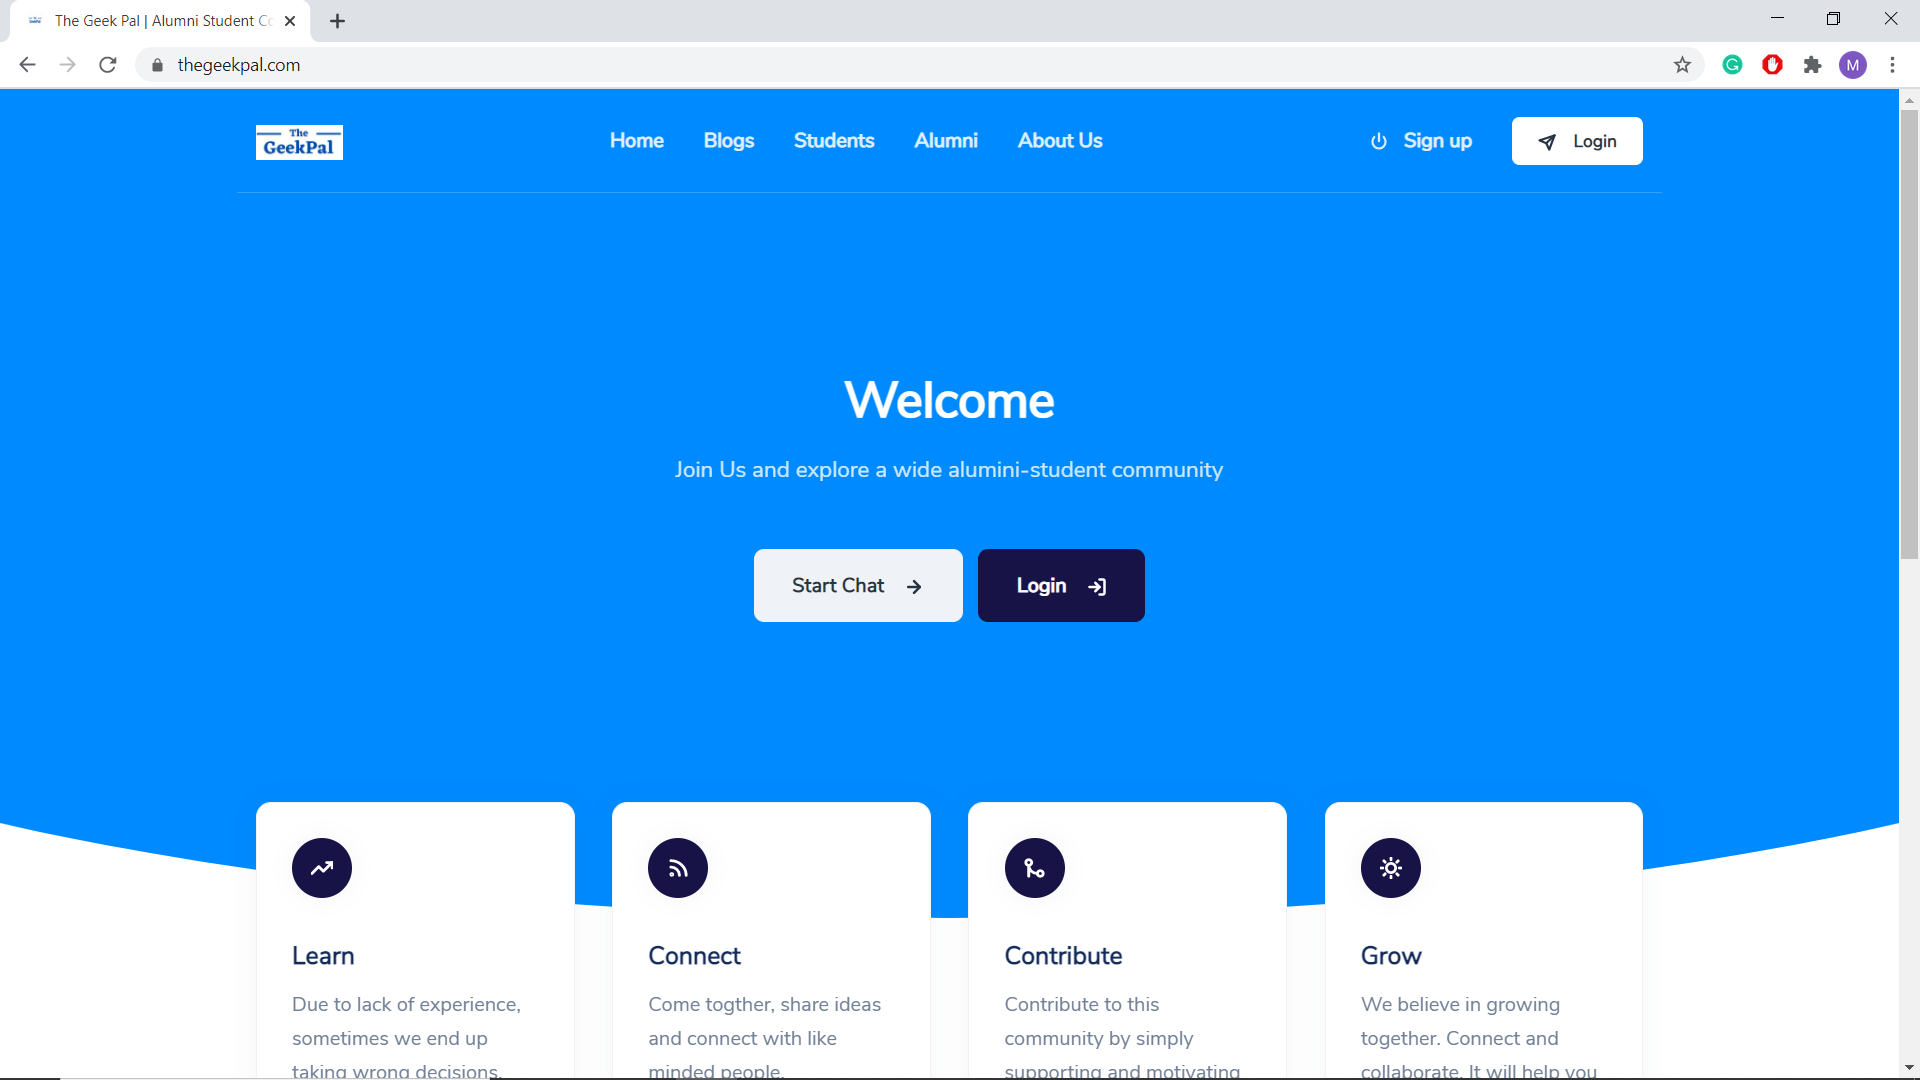 The Geek Pal | Alumni Student Co
thegeekpal.com
M
The
GeekPal
Home Blogs Students Alumni About Us Sign up Login
Welcome
Join Us and explore a wide alumini-student community
Start Chat Login
Learn
Due to lack of experience,
sometimes we end up
taking wrong decisions.
Connect
Come togther, share ideas
and connect with like
minded people.
Contribute
Contribute to this
community by simply
supporting and motivating
Grow
We believe in growing
together. Connect and
collaborate. It will help you